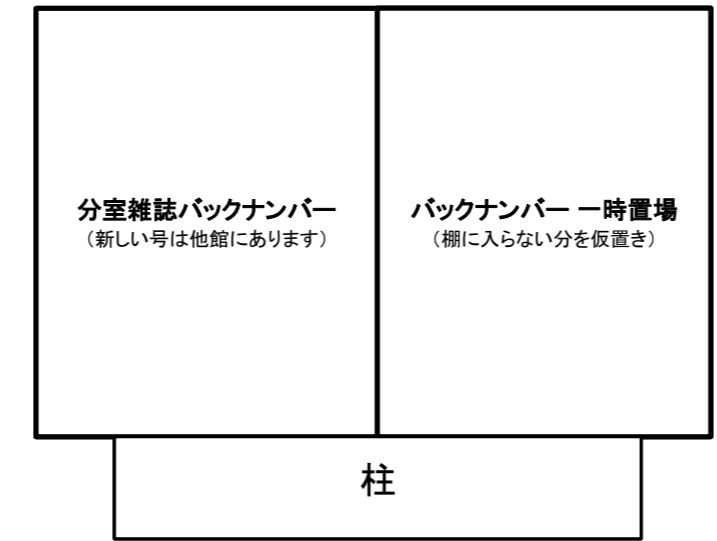 分室雑誌バックナンバー
（新しい号は他館にあります）
バックナンバー 一時置場
（棚に入らない分を仮置き）
柱